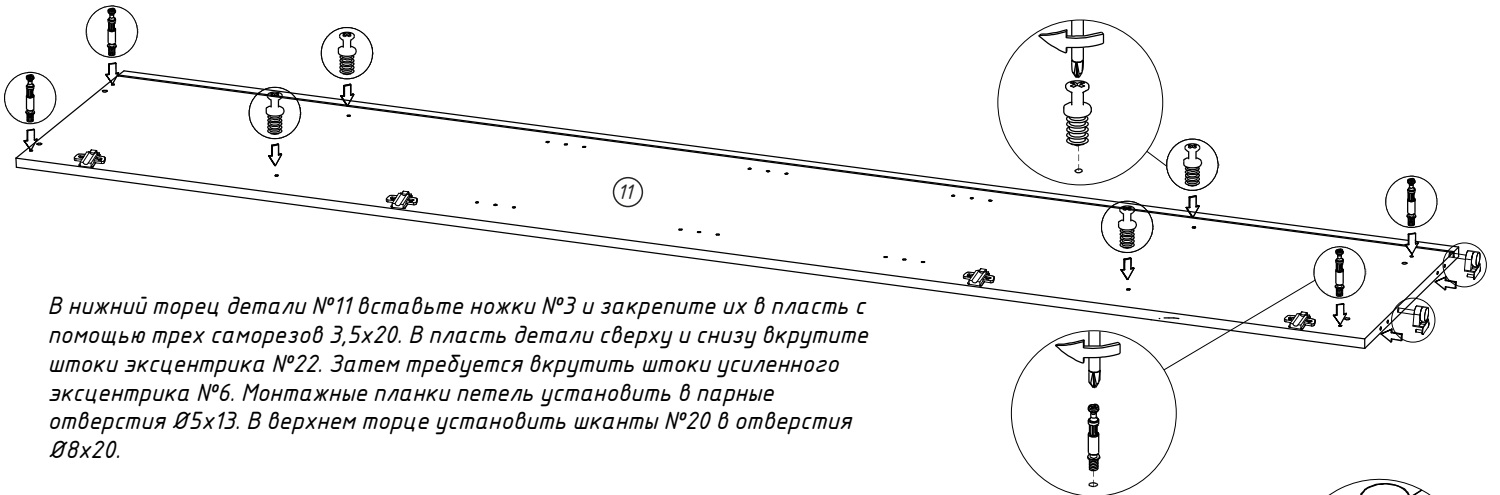 11
В нижний торец детали №11 вставьте ножки №3 и закрепите их в пласть с
помощью трех саморезов 3,5х20. В пласть детали сверху и снизу вкрутите
штоки эксцентрика №22. Затем требуется вкрутить штоки усиленного
эксцентрика №6. Монтажные планки петель установить в парные
отверстия Ø5х13. В верхнем торце установить шканты №20 в отверстия
Ø8х20.